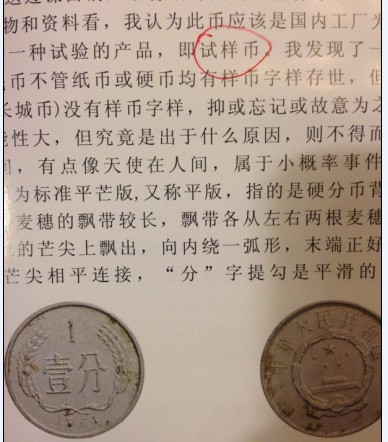 物和资料看，我认为此币应该是国内工厂
一种试验的产品，即试样币。我发现了一
币不管纸币或硬币均有样币字样存世，但
长城币)没有样币字样，抑或忘记或故意为之
性大，但究竟是出于什么原因，则不得而
，有点像天使在人间，属于小概率事件
为标准平芒版,又称平版，指的是硬分币背
麦穗的飘带较长，飘带各从左右两根麦穗
的芒尖上飘出，向内绕一弧形，末端正好
芒尖相平连接，“分”字提勾是平滑的
1
壹分
人民共和